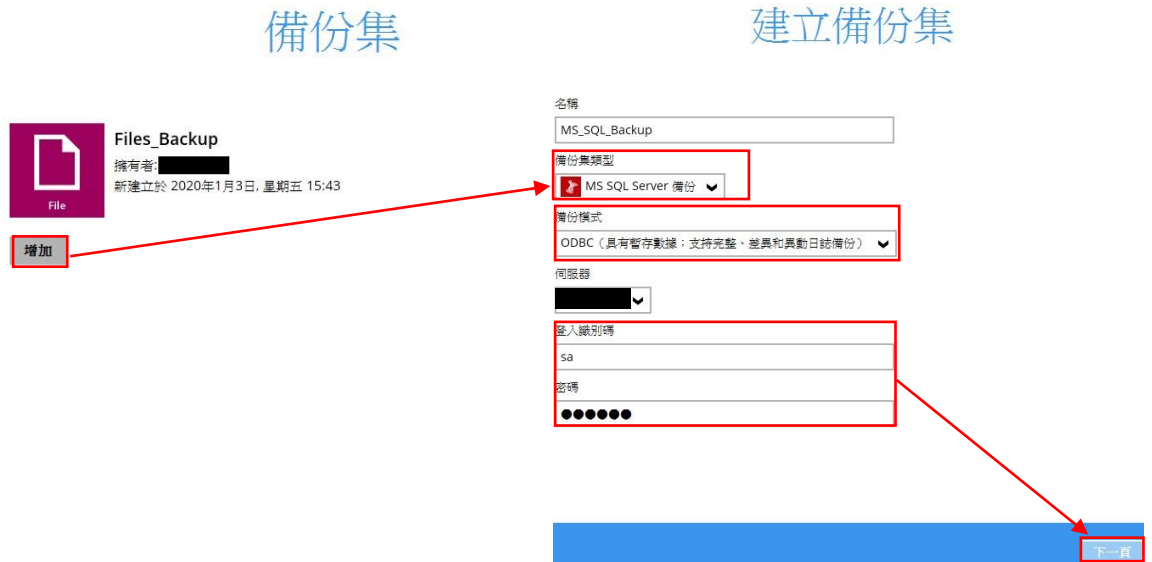 備份集
Files_Backup
擁有者:
新建立於 2020年1月3日, 星期五 15:43
File
增加
建立備份集
名稱
MS_SQL_Backup
備份集類型
MS SQL Server 備份
備份模式
ODBC（具有暫存數據；支持完整、差異和異動日誌備份）
伺服器
登入識別碼
sa
密碼
●●●●●●
下一頁